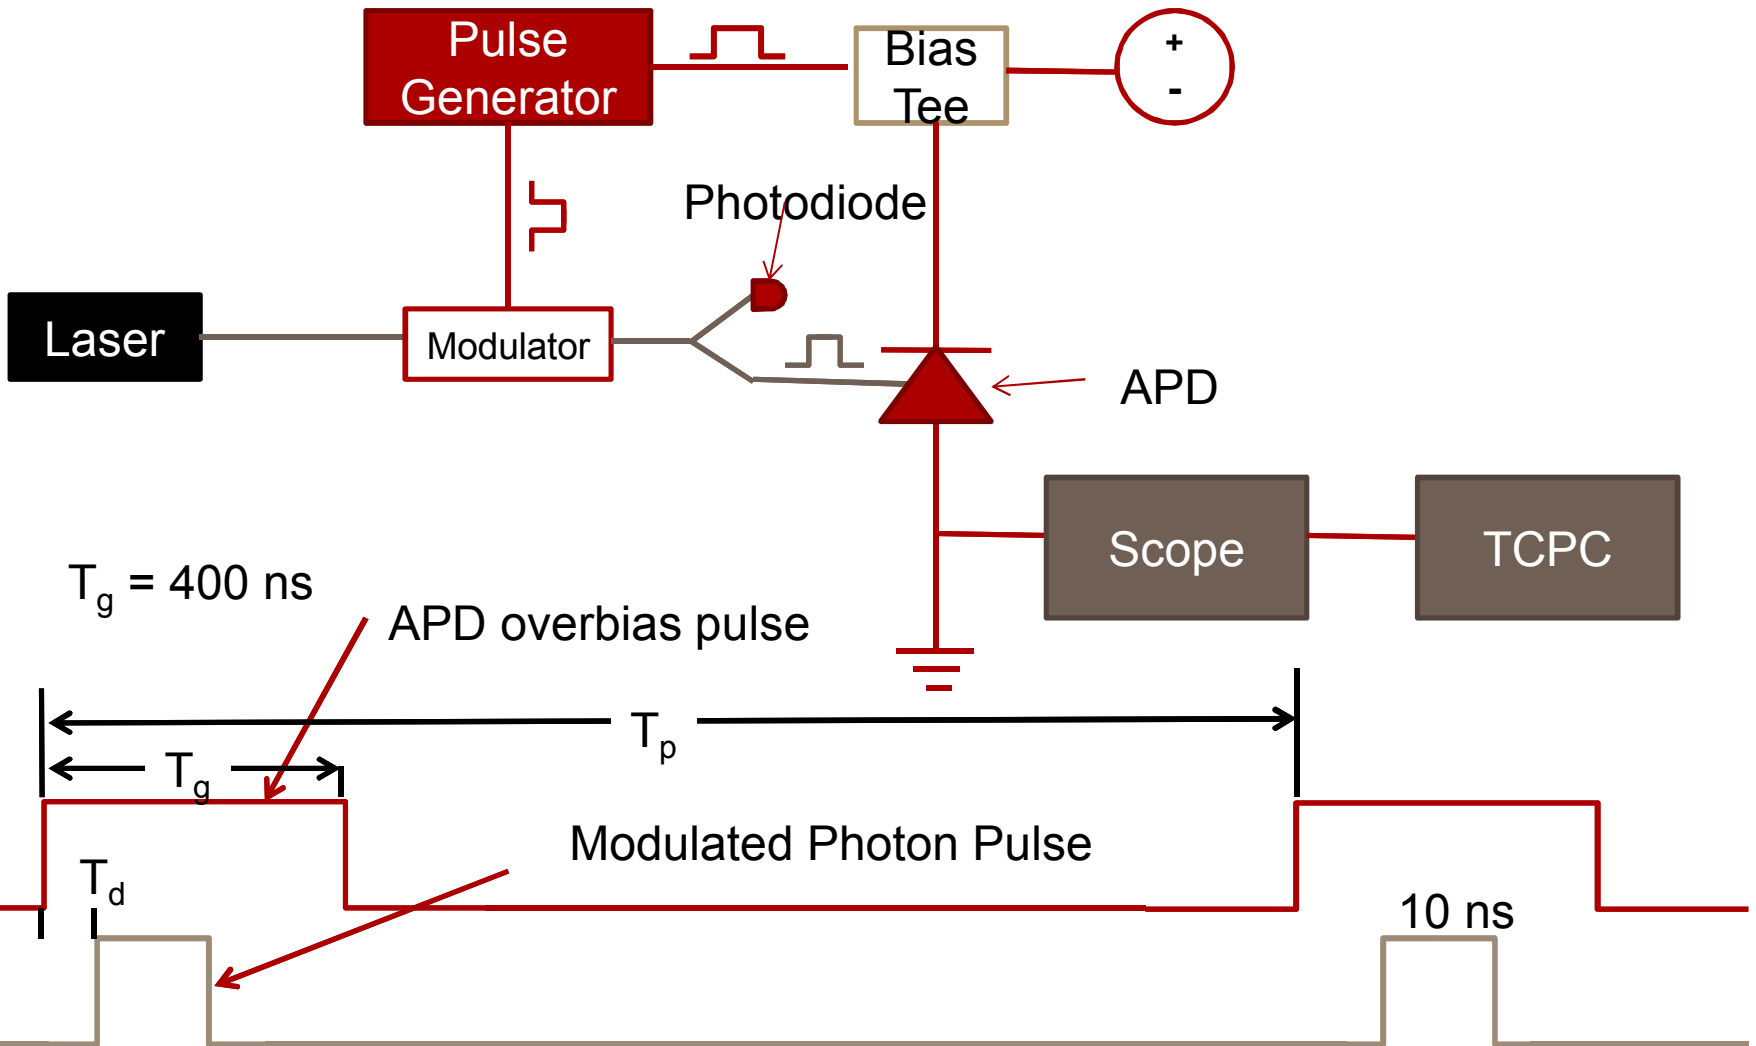 Pulse
Generator
Bias
Tee
+
-
Photodiode
Laser
Modulator
APD
Scope
TCPC
Tg = 400 ns
APD overbias pulse
Tp
Tg
Modulated Photon Pulse
Td
10 ns